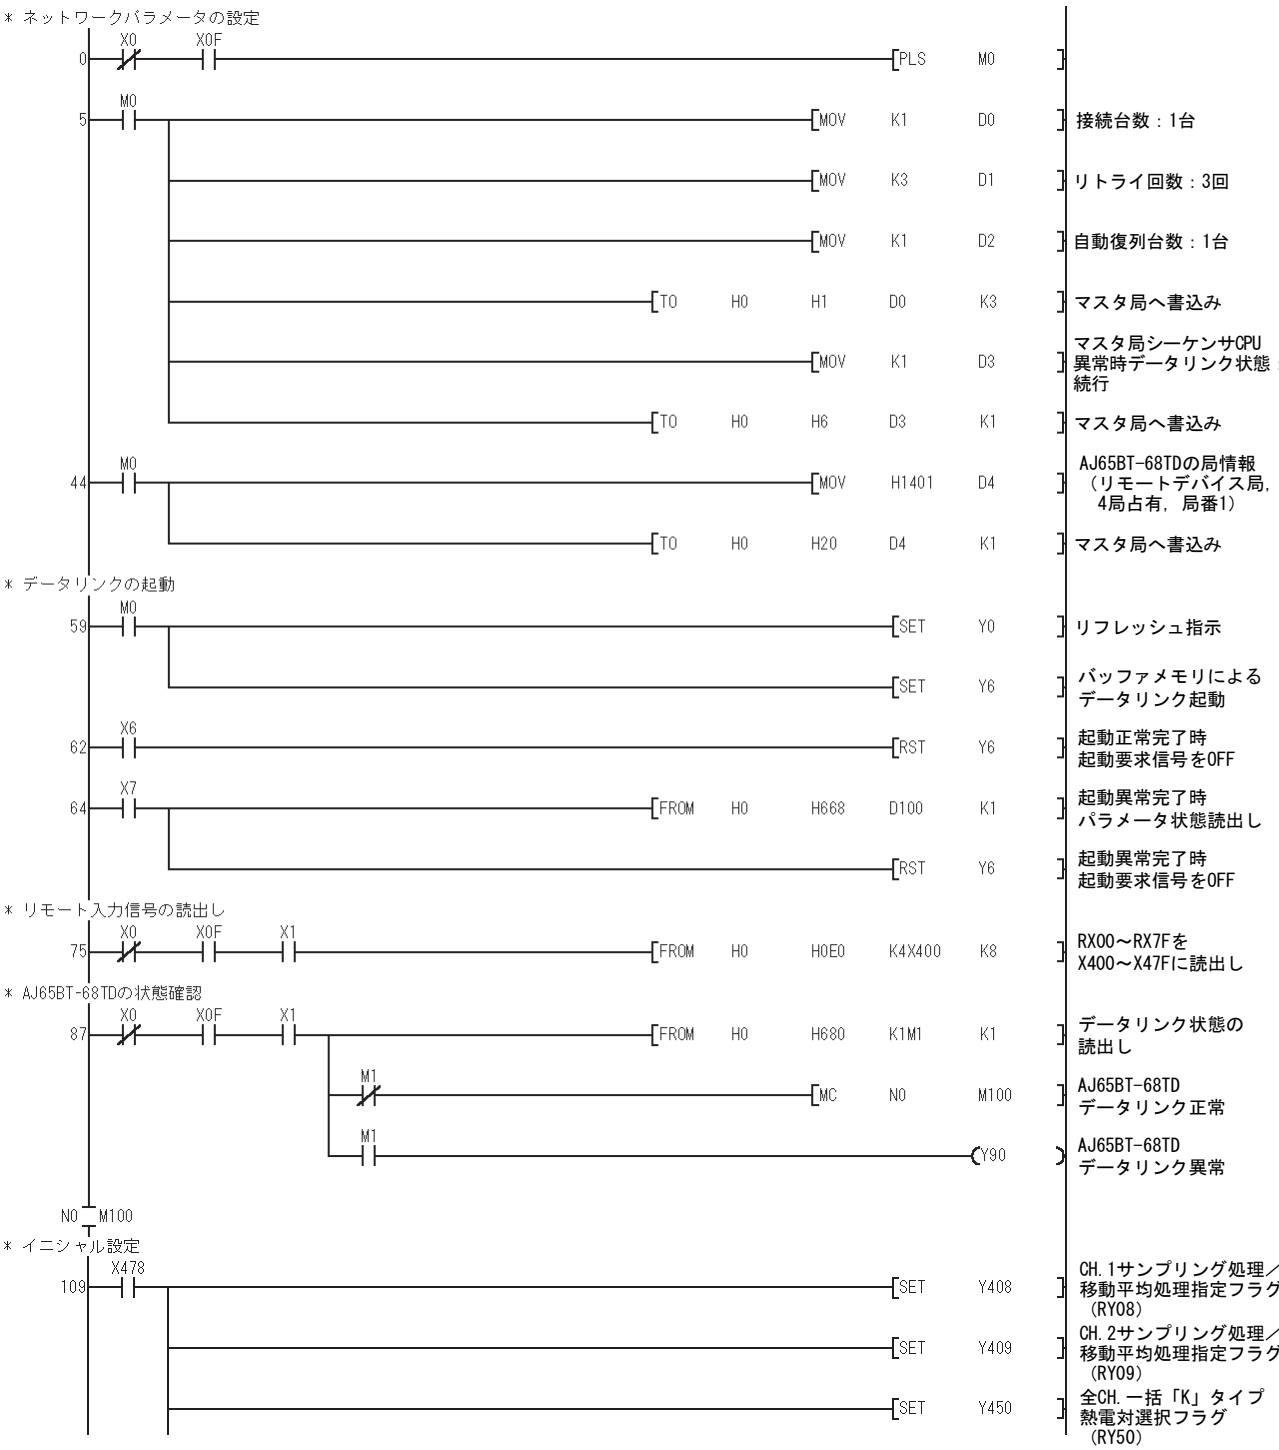 * ネットワークパラメータの設定
X0 X0F
0 PLS M0
M0
5 MOV K1 D0 接続台数：1台
MOV K3 D1 リトライ回数：3回
MOV K1 D2 自動復列台数：1台
TO H0 H1 D0 K3 マスタ局へ書込み
MOV K1 D3 マスタ局シーケンサCPU
異常時データリンク状態：
続行
TO H0 H6 D3 K1 マスタ局へ書込み
M0
44 MOV H1401 D4 AJ65BT-68TDの局情報
（リモートデバイス局，
4局占有，局番1）
TO H0 H20 D4 K1 マスタ局へ書込み
* データリンクの起動
M0
59 SET Y0 リフレッシュ指示
SET Y6 バッファメモリによる
データリンク起動
X6
62 RST Y6 起動正常完了時
起動要求信号をOFF
X7
64 FROM H0 H668 D100 K1 起動異常完了時
パラメータ状態読出し
RST Y6 起動異常完了時
起動要求信号をOFF
* リモート入力信号の読出し
X0 X0F X1
75 FROM H0 H0E0 K4X400 K8 RX00～RX7Fを
X400～X47Fに読出し
* AJ65BT-68TDの状態確認
X0 X0F X1
87 FROM H0 H680 K1M1 K1 データリンク状態の
読出し
M1
MC N0 M100 AJ65BT-68TD
データリンク正常
M1
Y90 AJ65BT-68TD
データリンク異常
N0 M100
* イニシャル設定
X478
109 SET Y408 CH.1サンプリング処理／
移動平均処理指定フラグ
（RY08）
SET Y409 CH.2サンプリング処理／
移動平均処理指定フラグ
（RY09）
SET Y450 全CH.一括「K」タイプ
熱電対選択フラグ
（RY50）